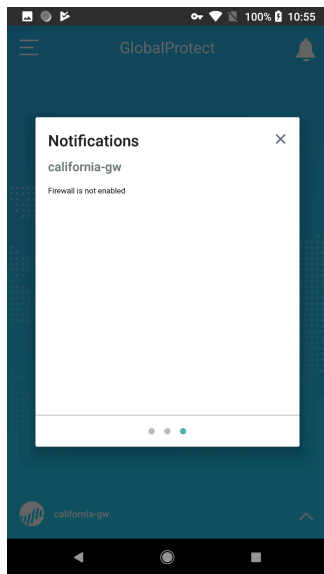 100% 10:55
GlobalProtect
Notifications
california-gw
Firewall is not enabled
california-gw